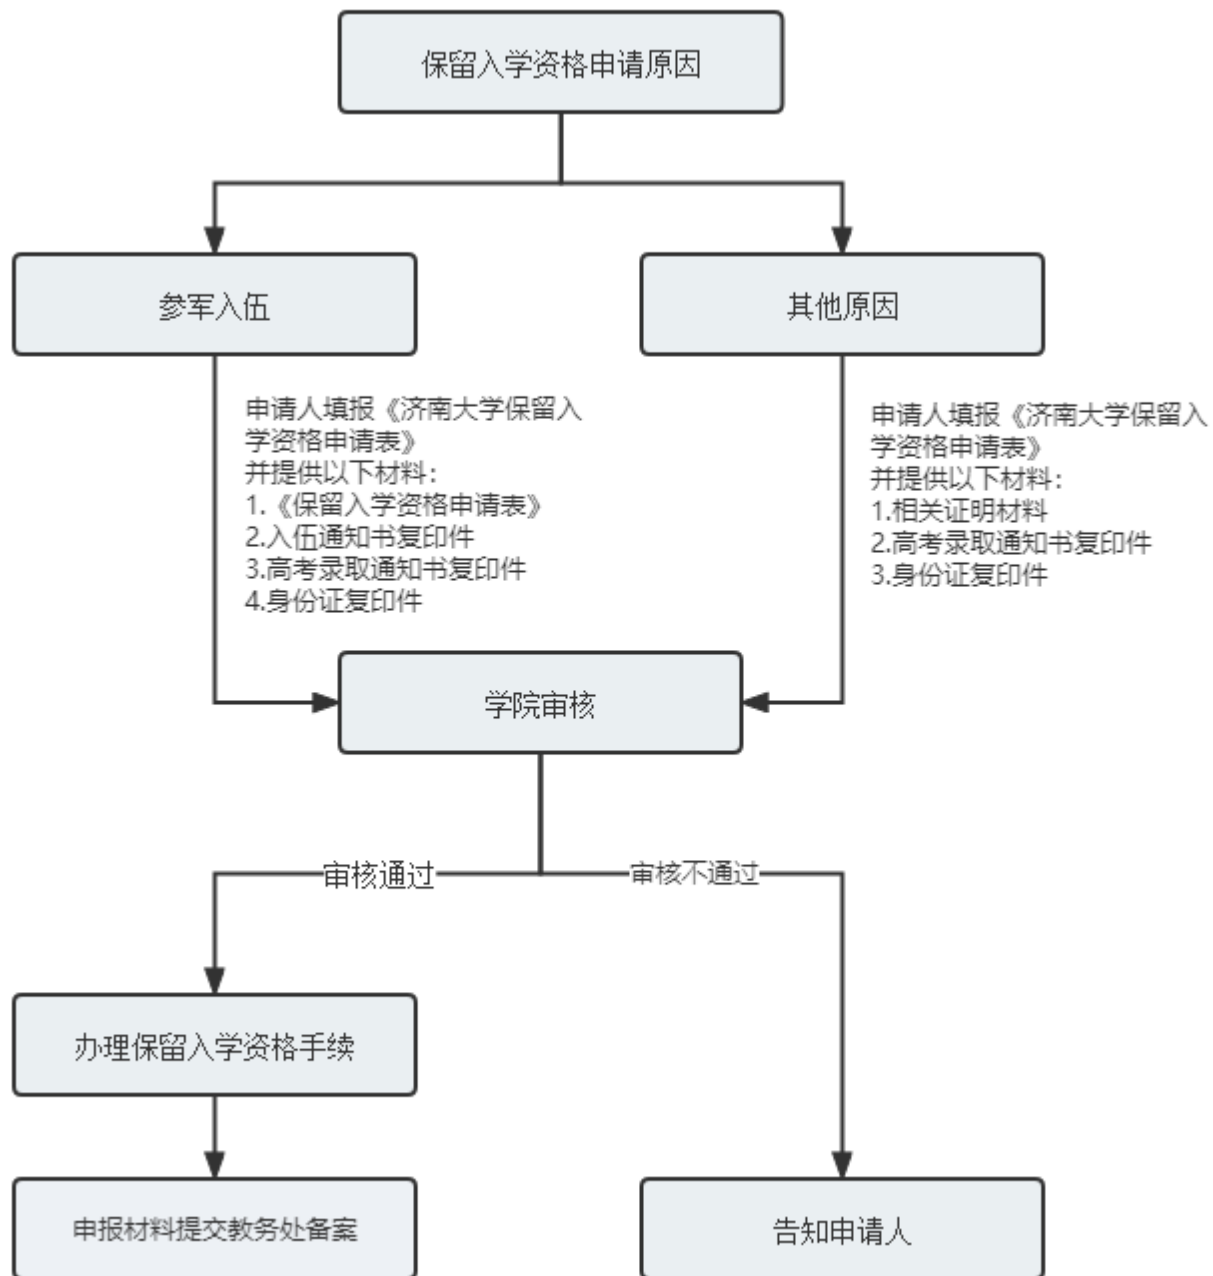 保留入学资格申请原因
参军入伍
其他原因
申请人填报《济南大学保留入
学资格申请表》
并提供以下材料：
1.《保留入学资格申请表》
2.入伍通知书复印件
3.高考录取通知书复印件
4.身份证复印件
申请人填报《济南大学保留入
学资格申请表》
并提供以下材料：
1.相关证明材料
2.高考录取通知书复印件
3.身份证复印件
学院审核
审核通过
审核不通过
办理保留入学资格手续
申报材料提交教务处备案
告知申请人